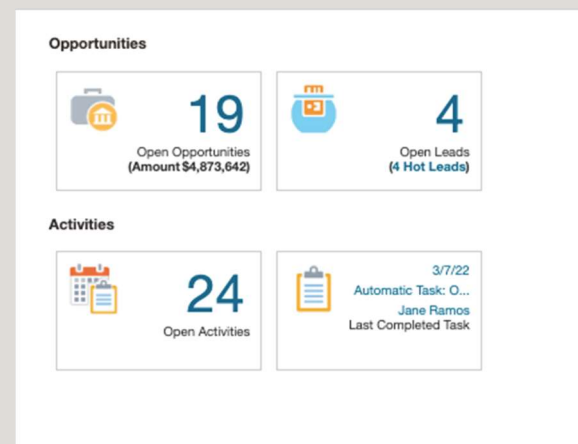 Opportunities
19
Open Opportunities
(Amount $4,873,642)
4
Open Leads
(4 Hot Leads)
Activities
24
Open Activities
3/7/22
Automatic Task: O...
Jane Ramos
Last Completed Task